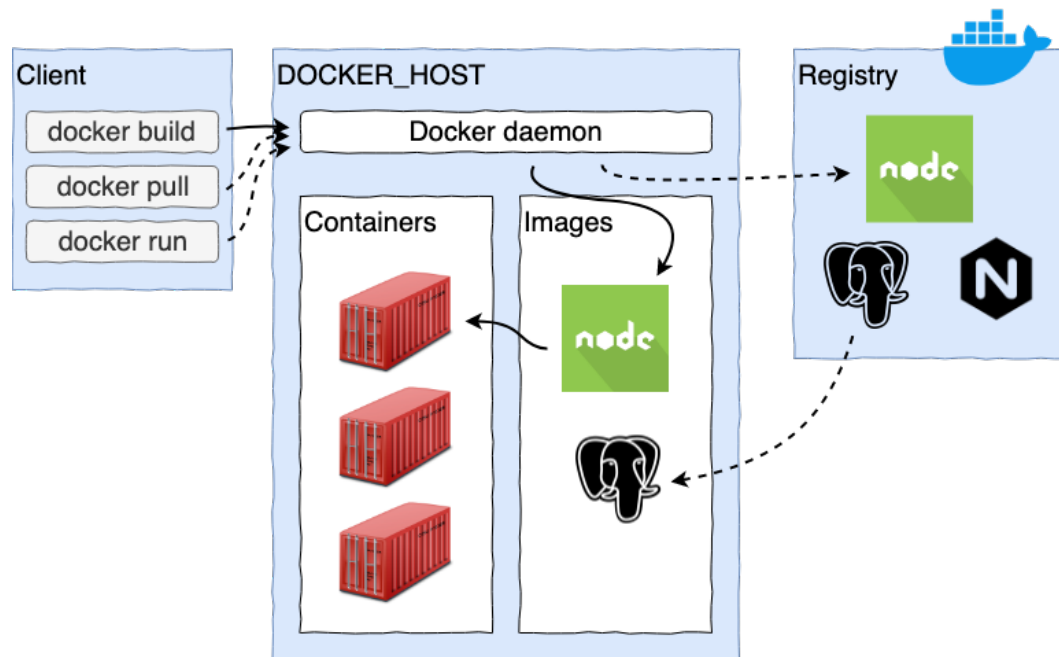 Client
docker build
docker pull
docker run
DOCKER_HOST
Docker daemon
Containers
Images
node
Registry
node
N